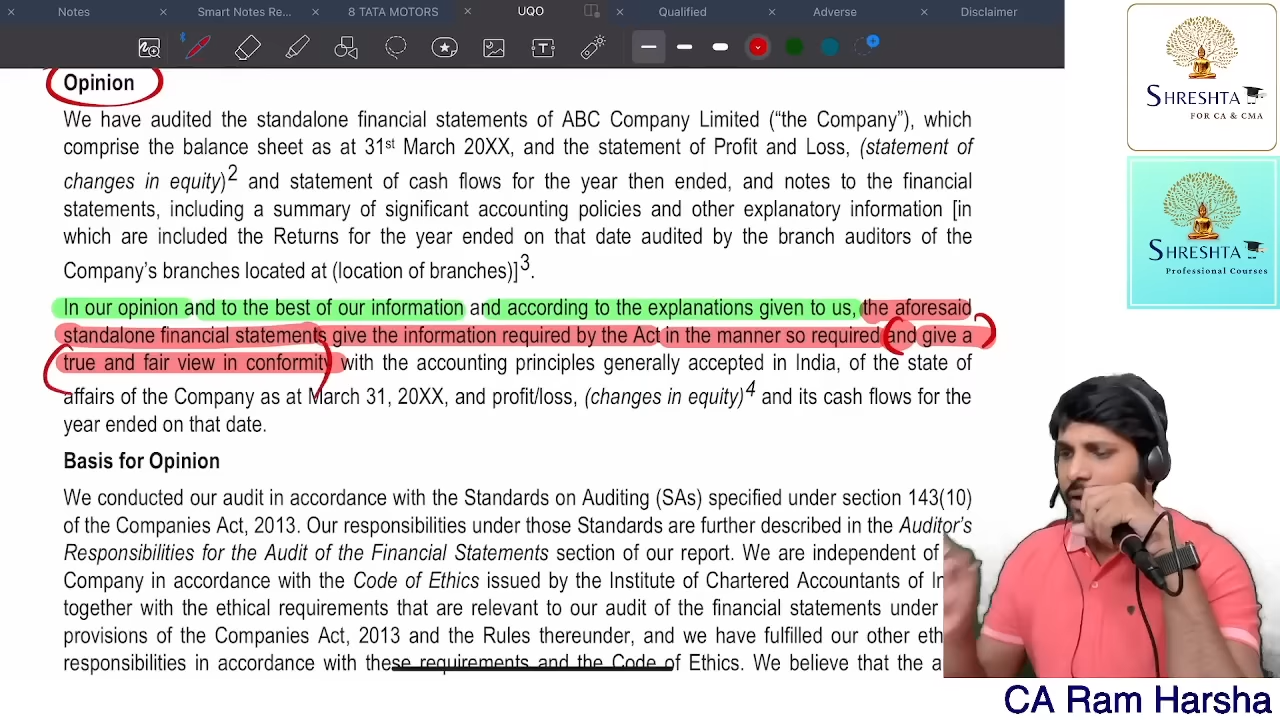 Notes
Smart Notes Re...
8 TATA MOTORS
UQO
Qualified
Adverse
Disclaimer
Opinion
We have audited the standalone financial statements of ABC Company Limited (“the Company”), which
comprise the balance sheet as at 31st March 20XX, and the statement of Profit and Loss, (statement of
changes in equity)2 and statement of cash flows for the year then ended, and notes to the financial
statements, including a summary of significant accounting policies and other explanatory information [in
which are included the Returns for the year ended on that date audited by the branch auditors of the
Company’s branches located at (location of branches)]3.
In our opinion and to the best of our information and according to the explanations given to us, the aforesaid
standalone financial statements give the information required by the Act in the manner so required and give a
true and fair view in conformity with the accounting principles generally accepted in India, of the state of
affairs of the Company as at March 31, 20XX, and profit/loss, (changes in equity)4 and its cash flows for the
year ended on that date.
Basis for Opinion
We conducted our audit in accordance with the Standards on Auditing (SAs) specified under section 143(10)
of the Companies Act, 2013. Our responsibilities under those Standards are further described in the Auditor’s
Responsibilities for the Audit of the Financial Statements section of our report. We are independent of
Company in accordance with the Code of Ethics issued by the Institute of Chartered Accountants of
together with the ethical requirements that are relevant to our audit of the financial statements under
provisions of the Companies Act, 2013 and the Rules thereunder, and we have fulfilled our other
responsibilities in accordance with these requirements and the Code of Ethics. We believe that the
SHRESHTA
FOR CA & CMA
SHRESHTA
Professional Courses
CA Ram Harsha